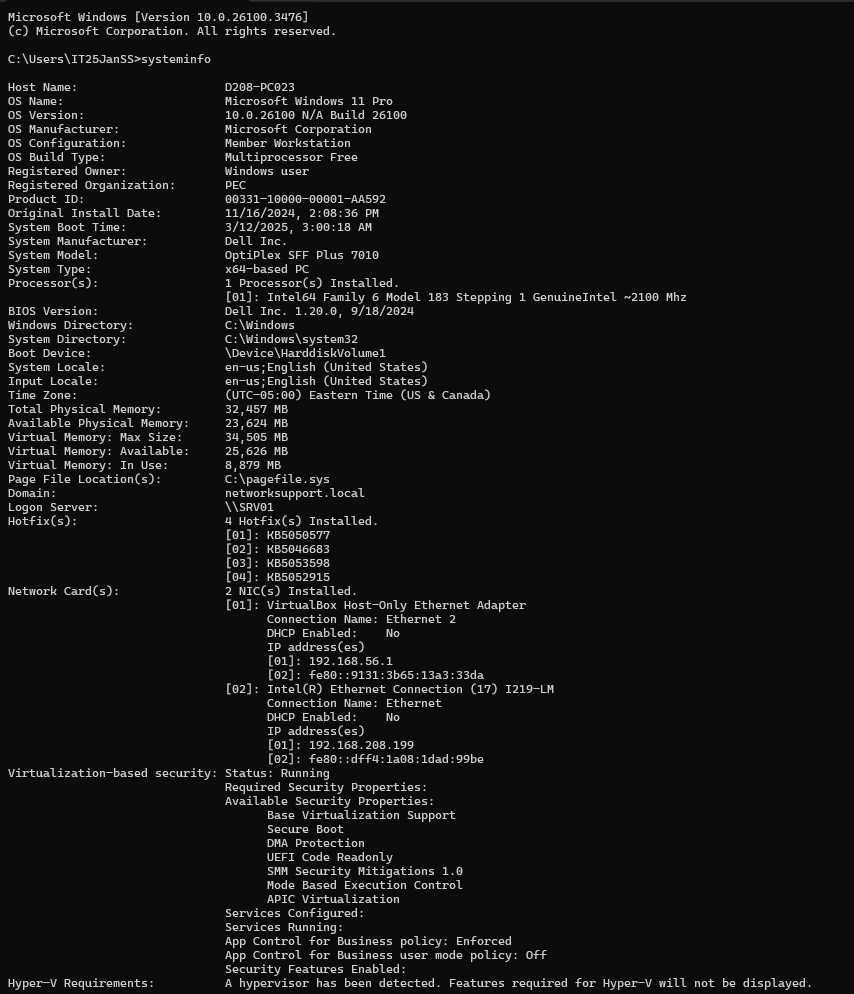 Microsoft Windows [Version 10.0.26100.3476]
(c) Microsoft Corporation. All rights reserved.
C:\Users\IT25JanSS>systeminfo
Host Name: D208-PC023
OS Name: Microsoft Windows 11 Pro
OS Version: 10.0.26100 N/A Build 26100
OS Manufacturer: Microsoft Corporation
OS Configuration: Member Workstation
OS Build Type: Multiprocessor Free
Registered Owner: Windows user
Registered Organization: PEC
Product ID: 00331-10000-00001-AA592
Original Install Date: 11/16/2024, 2:08:36 PM
System Boot Time: 3/12/2025, 3:00:18 AM
System Manufacturer: Dell Inc.
System Model: OptiPlex SFF Plus 7010
System Type: x64-based PC
Processor(s): 1 Processor(s) Installed.
[01]: Intel64 Family 6 Model 183 Stepping 1 GenuineIntel ~2100 Mhz
BIOS Version: Dell Inc. 1.20.0, 9/18/2024
Windows Directory: C:\Windows
System Directory: C:\Windows\system32
Boot Device: \Device\HarddiskVolume1
System Locale: en-us;English (United States)
Input Locale: en-us;English (United States)
Time Zone: (UTC-05:00) Eastern Time (US & Canada)
Total Physical Memory: 32,457 MB
Available Physical Memory: 23,624 MB
Virtual Memory: Max Size: 34,505 MB
Virtual Memory: Available: 25,626 MB
Virtual Memory: In Use: 8,879 MB
Page File Location(s): C:\pagefile.sys
Domain: networksupport.local
Logon Server: \\SRV01
Hotfix(s): 4 Hotfix(s) Installed.
[01]: KB5050577
[02]: KB5046683
[03]: KB5053598
[04]: KB5052915
Network Card(s): 2 NIC(s) Installed.
[01]: VirtualBox Host-Only Ethernet Adapter
Connection Name: Ethernet 2
DHCP Enabled: No
IP address(es)
[01]: 192.168.56.1
[02]: fe80::9131:3b65:13a3:33da
[02]: Intel(R) Ethernet Connection (17) I219-LM
Connection Name: Ethernet
DHCP Enabled: No
IP address(es)
[01]: 192.168.208.199
[02]: fe80::dff4:1a08:1dad:99be
Virtualization-based security: Status: Running
Required Security Properties:
Available Security Properties:
Base Virtualization Support
Secure Boot
DMA Protection
UEFI Code Readonly
SMM Security Mitigations 1.0
Mode Based Execution Control
APIC Virtualization
Services Configured:
Services Running:
App Control for Business policy: Enforced
App Control for Business user mode policy: Off
Security Features Enabled:
Hyper-V Requirements: A hypervisor has been detected. Features required for Hyper-V will not be displayed.